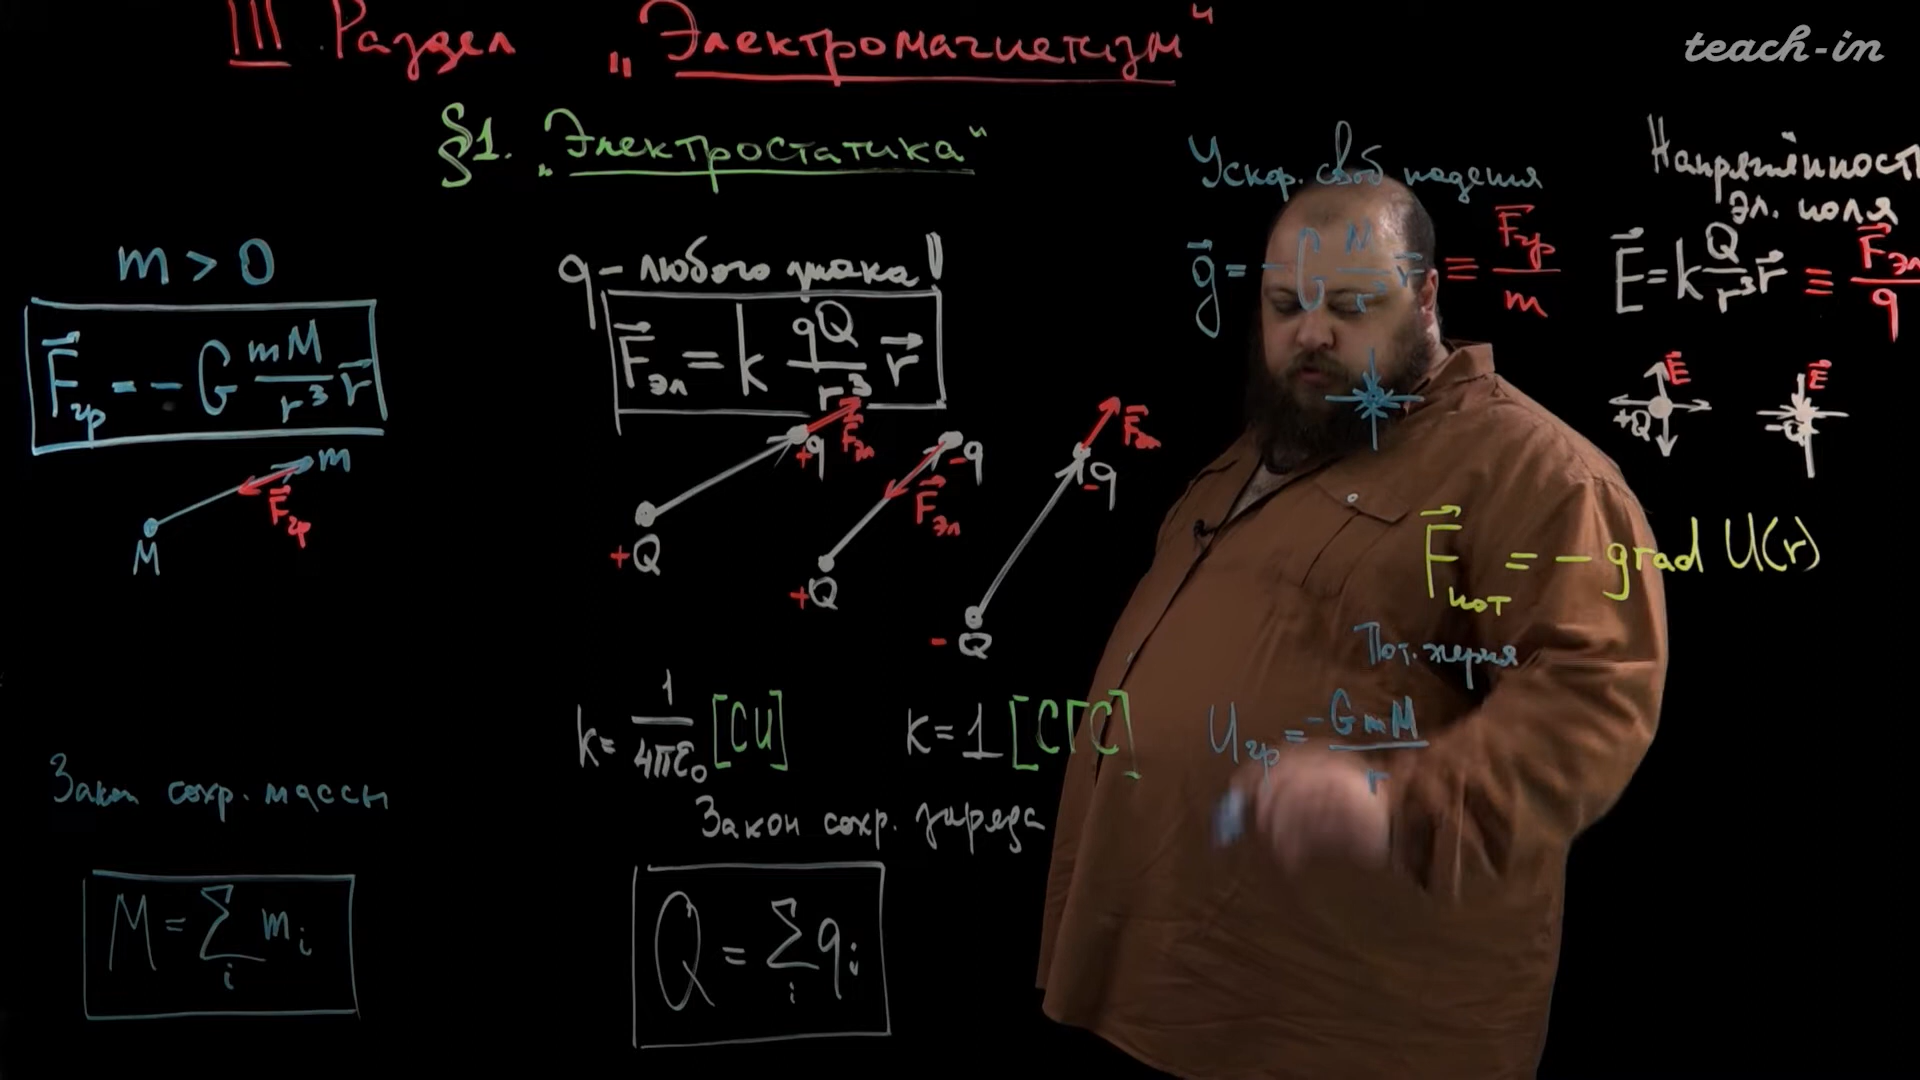 III Раздел „Электромагнетизм“
teach-in
§1. „Электростатика“
Ускор. своб падения
Напряжённость
эл. поля
m > 0
q – любого знака!
g⃗ = -G M/r³ r⃗ ≡ F⃗гр/m
E⃗ = k Q/r³ r⃗ ≡ F⃗эл/q
F⃗гр = -G mM/r³ r⃗
F⃗эл = k qQ/r³ r⃗
m
F⃗гр
M
+q
F⃗эл
+Q
-q
F⃗эл
+Q
-q
F⃗эл
-Q
E⃗
+Q
E⃗
-Q
F⃗пот = - grad U(r)
Пот. энергия
k = 1/4πε₀ [СИ]
k = 1 [СГС]
Uгр = -GmM/r
Закон сохр. массы
Закон сохр. заряда
M = Σᵢ mᵢ
Q = Σᵢ qᵢ